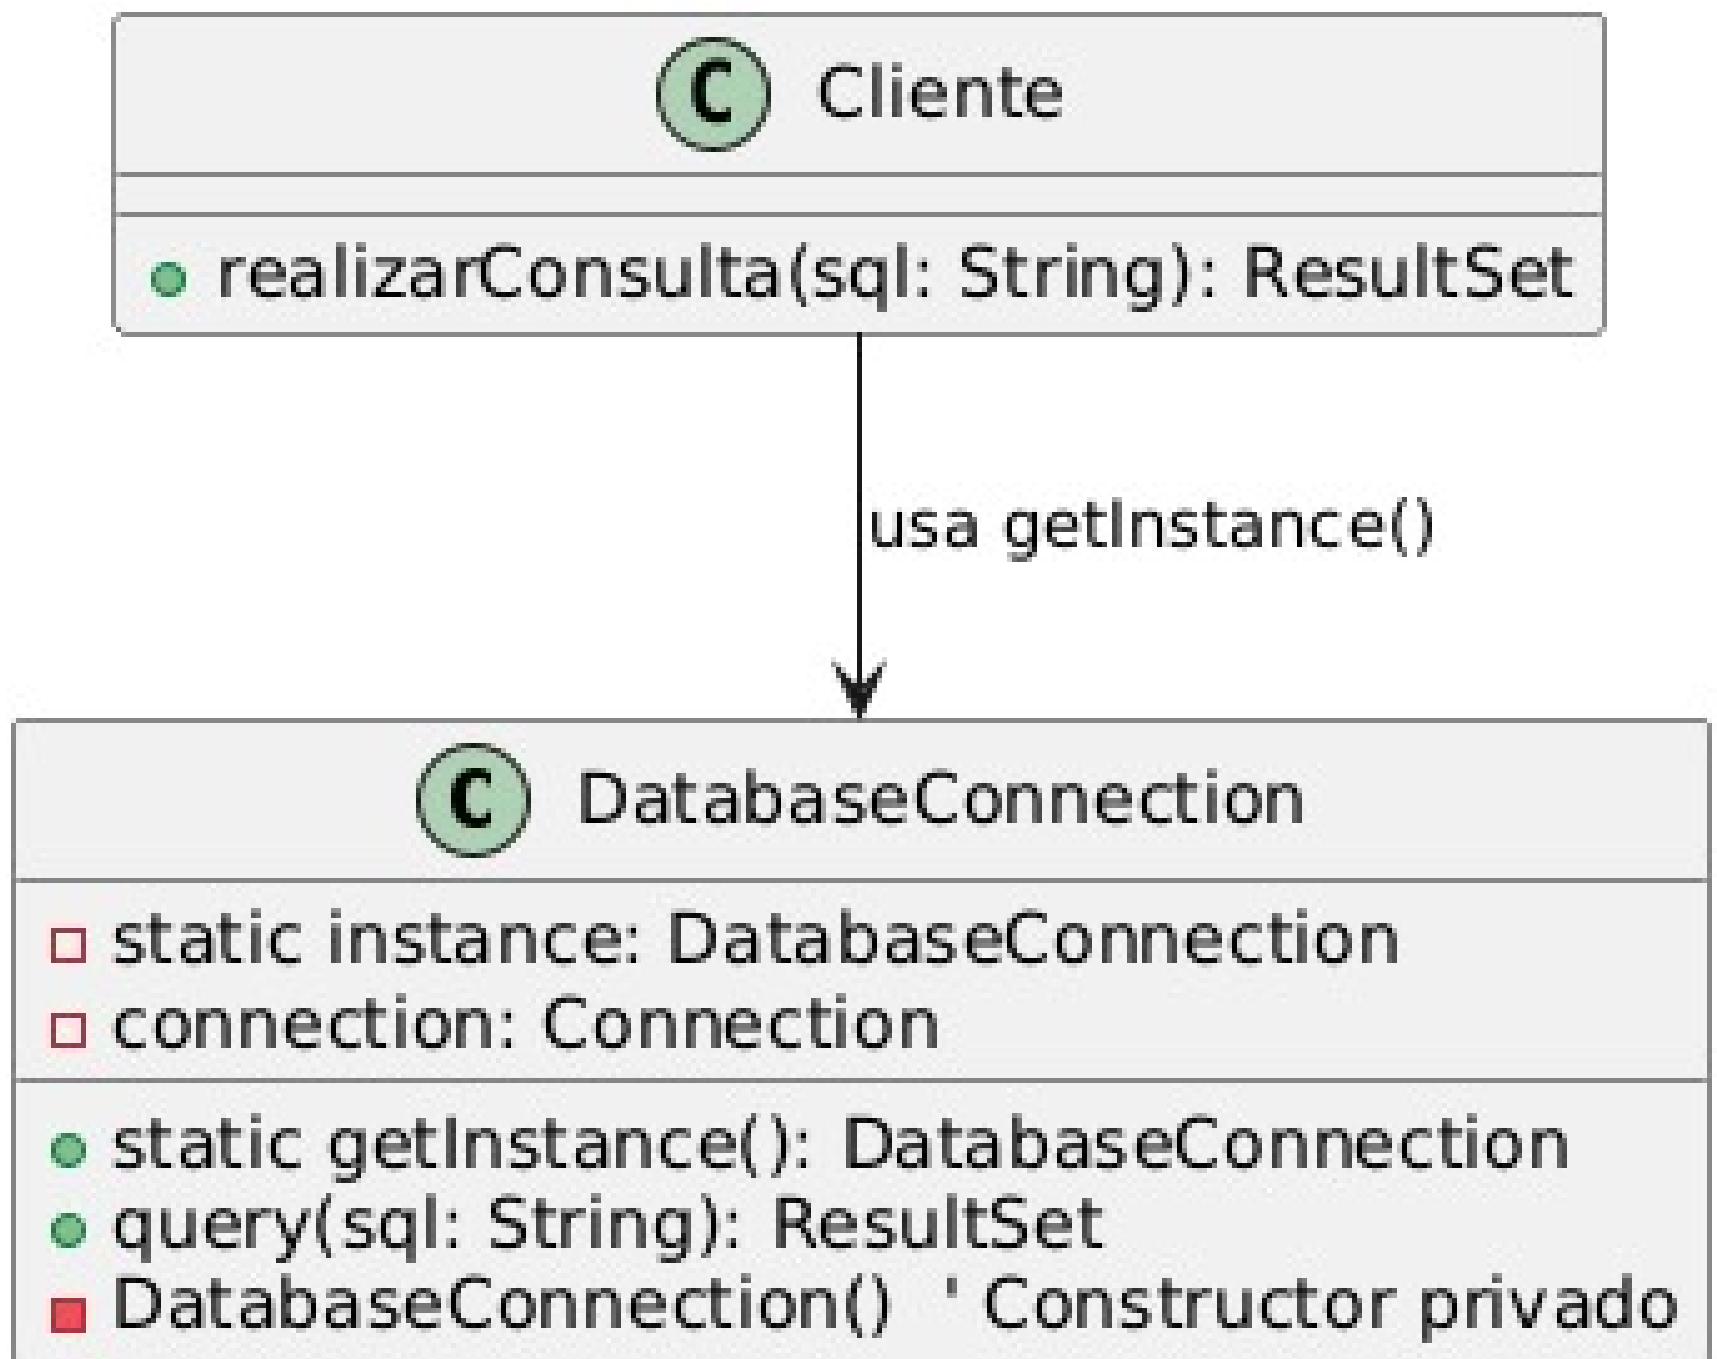 C Cliente
realizarConsulta(sql: String): ResultSet
usa getInstance()
C DatabaseConnection
static instance: DatabaseConnection
connection: Connection
static getInstance(): DatabaseConnection
query(sql: String): ResultSet
DatabaseConnection() ' Constructor privado